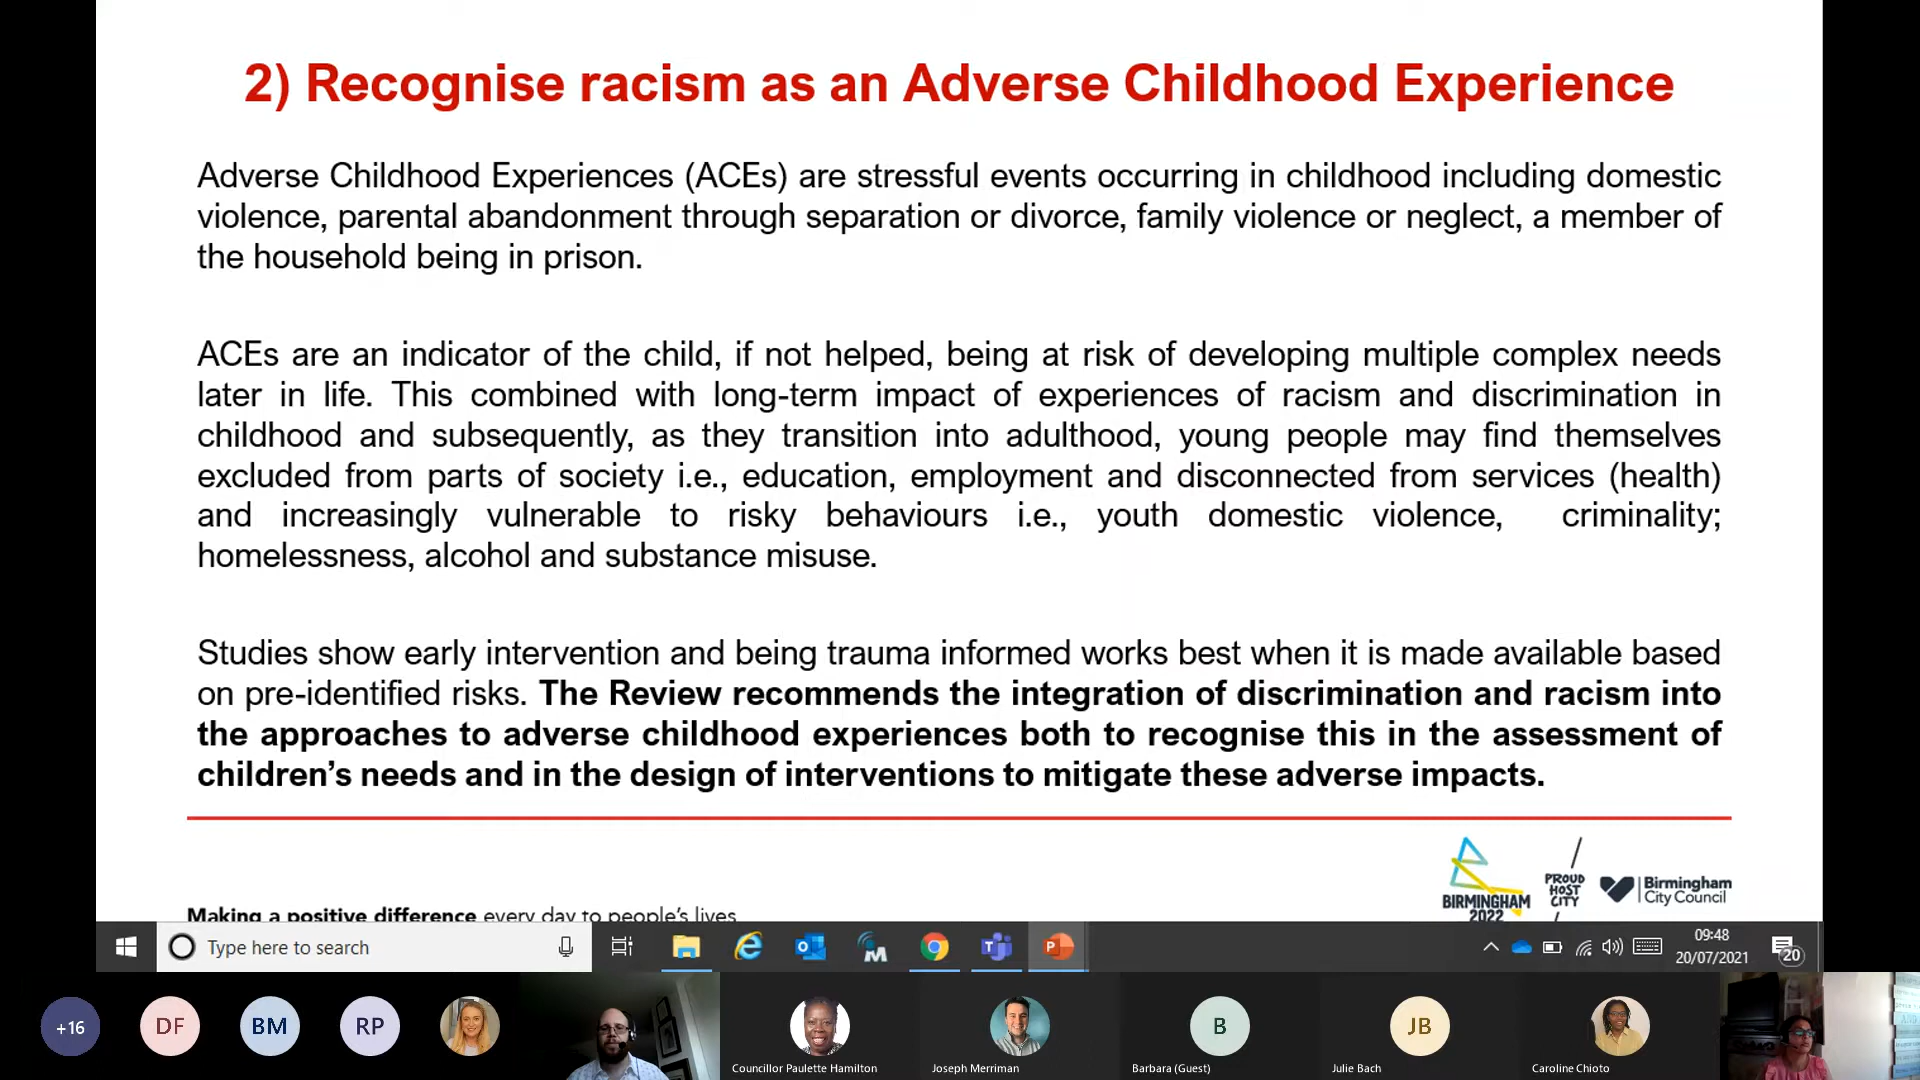 2) Recognise racism as an Adverse Childhood Experience
Adverse Childhood Experiences (ACEs) are stressful events occurring in childhood including domestic
violence, parental abandonment through separation or divorce, family violence or neglect, a member of
the household being in prison.
ACEs are an indicator of the child, if not helped, being at risk of developing multiple complex needs
later in life. This combined with long-term impact of experiences of racism and discrimination in
childhood and subsequently, as they transition into adulthood, young people may find themselves
excluded from parts of society i.e., education, employment and disconnected from services (health)
and increasingly vulnerable to risky behaviours i.e., youth domestic violence, criminality;
homelessness, alcohol and substance misuse.
Studies show early intervention and being trauma informed works best when it is made available based
on pre-identified risks. The Review recommends the integration of discrimination and racism into
the approaches to adverse childhood experiences both to recognise this in the assessment of
children's needs and in the design of interventions to mitigate these adverse impacts.
BIRMINGHAM
2022
PROUD
HOST
CITY
Birmingham
City Council
Making a positive difference every day to people's lives
Type here to search
09:48
20/07/2021
20
+16
DF
BM
RP
B
JB
Councillor Paulette Hamilton
Joseph Merriman
Barbara (Guest)
Julie Bach
Caroline Chioto